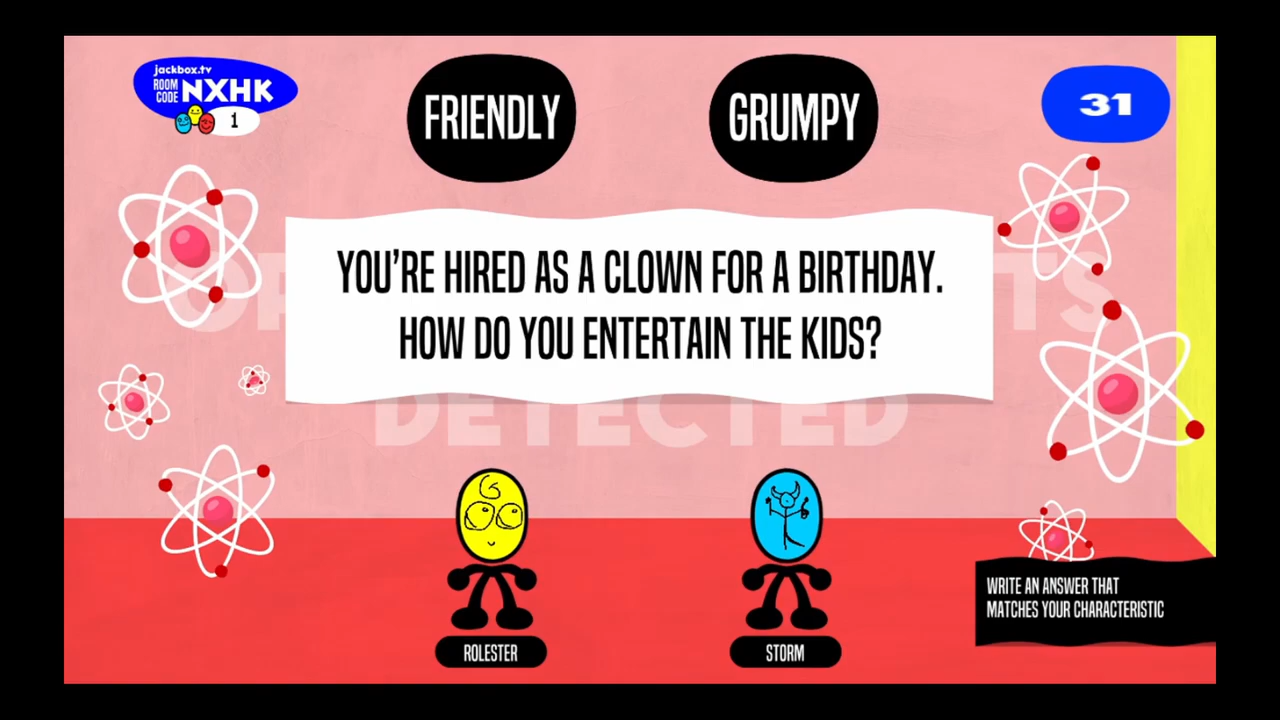 jackbox.tv
ROOM CODE NXHK
1
FRIENDLY
GRUMPY
31
YOU'RE HIRED AS A CLOWN FOR A BIRTHDAY.
HOW DO YOU ENTERTAIN THE KIDS?
DETECTED
ROLESTER
STORM
WRITE AN ANSWER THAT
MATCHES YOUR CHARACTERISTIC